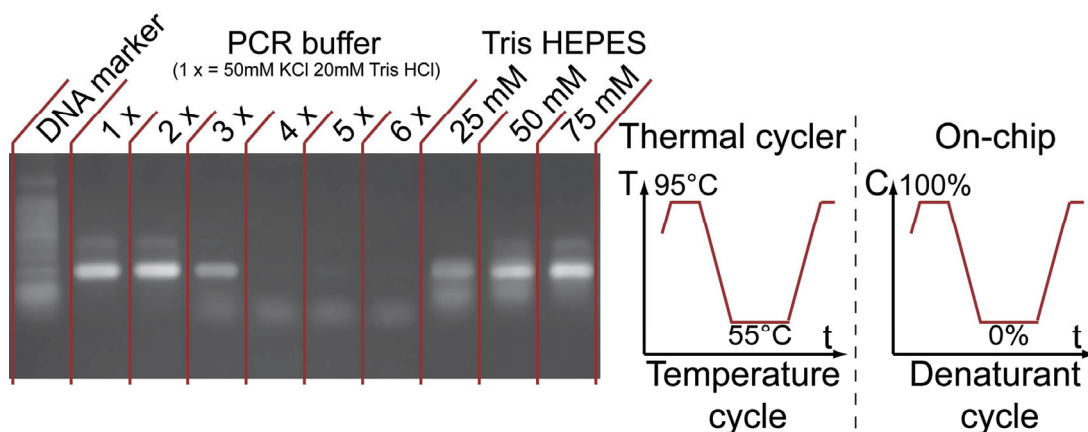 DNA marker
PCR buffer
(1 x = 50mM KCl 20mM Tris HCl)
1 x
2 x
3 x
4 x
5 x
6 x
Tris HEPES
25 mM
50 mM
75 mM
Thermal cycler
T
95°C
55°C
t
Temperature
cycle
On-chip
C
100%
0%
t
Denaturant
cycle